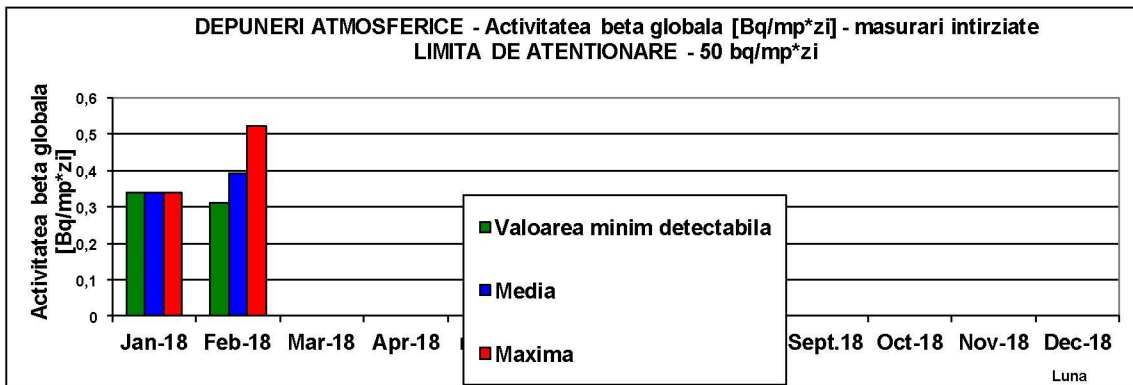 DEPUNERI ATMOSFERICE - Activitatea beta globala [Bq/mp*zi] - masurari intirziate
LIMITA DE ATENTIONARE - 50 bq/mp*zi
Activitatea beta globala
[Bq/mp*zi]
0,6
0,5
0,4
0,3
0,2
0,1
0
Valoarea minim detectabila
Media
Maxima
Jan-18 Feb-18 Mar-18 Apr-18 Sept.18 Oct-18 Nov-18 Dec-18
Luna